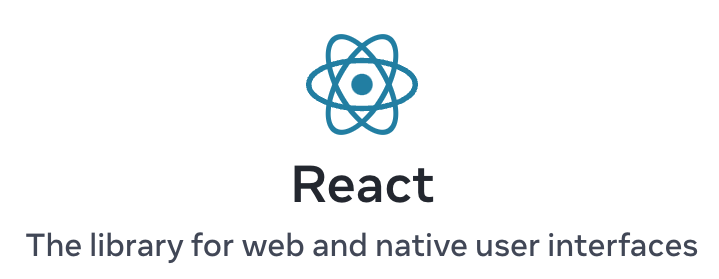 React
The library for web and native user interfaces